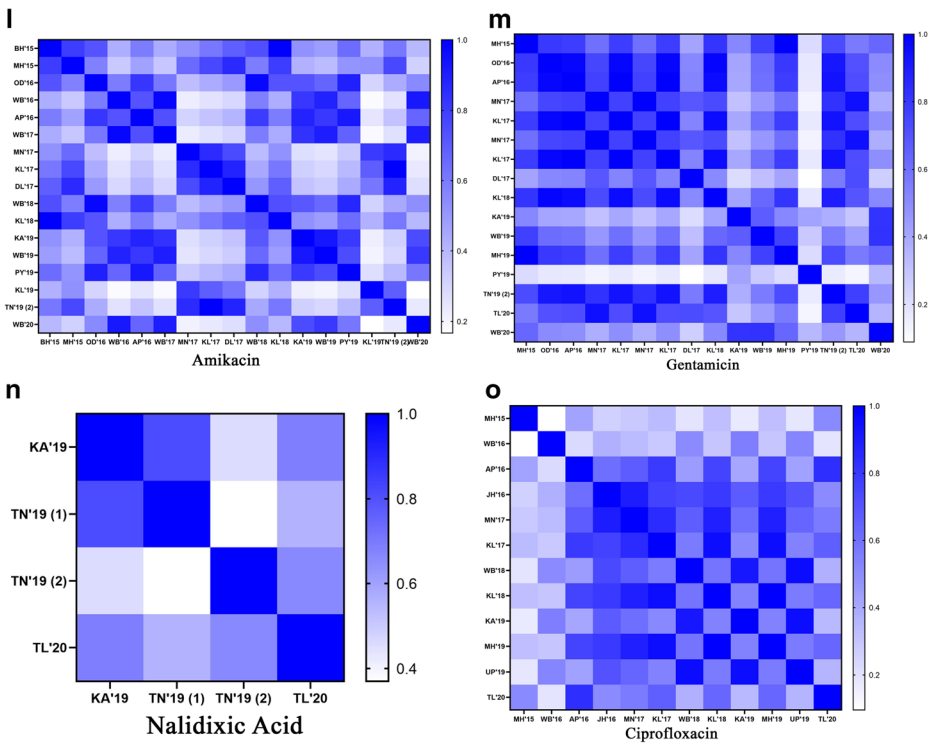 l
BH'15
MH'15
OD'16
WB'16
AP'16
WB'17
MN'17
KL'17
DL'17
WB'18
KL'18
KA'19
WB'19
PY'19
KL'19
TN'19 (2)
WB'20
BH'15 MH'15 OD'16 WB'16 AP'16 WB'17 MN'17 KL'17 DL'17 WB'18 KL'18 KA'19 WB'19 PY'19 KL'19 TN'19 (2) WB'20
1.0
0.8
0.6
0.4
0.2
Amikacin
m
MH'15
OD'16
AP'16
MN'17
KL'17
MN'17
KL'17
DL'17
KL'18
KA'19
WB'19
MH'19
PY'19
TN'19 (2)
TL'20
WB'20
MH'15 OD'16 AP'16 MN'17 KL'17 MN'17 KL'17 DL'17 KL'18 KA'19 WB'19 MH'19 PY'19 TN'19 (2) TL'20 WB'20
1.0
0.8
0.6
0.4
0.2
Gentamicin
n
KA'19
TN'19 (1)
TN'19 (2)
TL'20
KA'19 TN'19 (1) TN'19 (2) TL'20
1.0
0.8
0.6
0.4
Nalidixic Acid
o
MH'15
WB'16
AP'16
JH'16
MN'17
KL'17
WB'18
KL'18
KA'19
MH'19
UP'19
TL'20
MH'15 WB'16 AP'16 JH'16 MN'17 KL'17 WB'18 KL'18 KA'19 MH'19 UP'19 TL'20
1.0
0.8
0.6
0.4
0.2
Ciprofloxacin